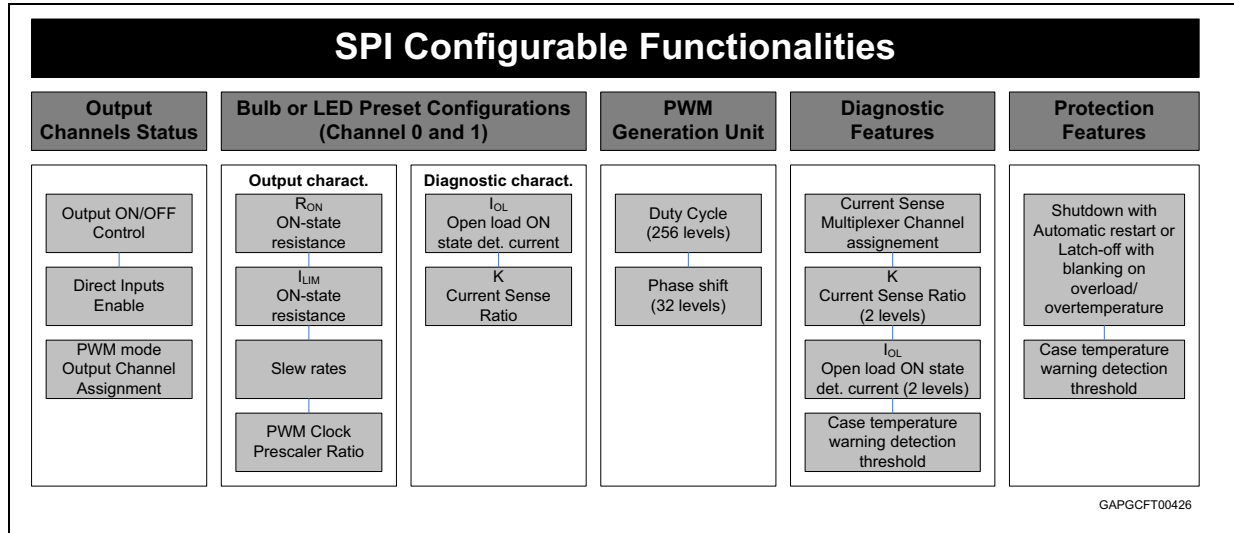 SPI Configurable Functionalities
Output
Channels Status
Bulb or LED Preset Configurations
(Channel 0 and 1)
PWM
Generation Unit
Diagnostic
Features
Protection
Features
Output charact.
RON
ON-state
resistance
ILIM
ON-state
resistance
Slew rates
PWM Clock
Prescaler Ratio
Diagnostic charact.
IOL
Open load ON
state det. current
K
Current Sense
Ratio
Output ON/OFF
Control
Direct Inputs
Enable
PWM mode
Output Channel
Assignment
Duty Cycle
(256 levels)
Phase shift
(32 levels)
Current Sense
Multiplexer Channel
assignement
K
Current Sense Ratio
(2 levels)
IOL
Open load ON state
det. current (2 levels)
Case temperature
warning detection
threshold
Shutdown with
Automatic restart or
Latch-off with
blanking on
overload/
overtemperature
Case temperature
warning detection
threshold
GAPGCFT00426